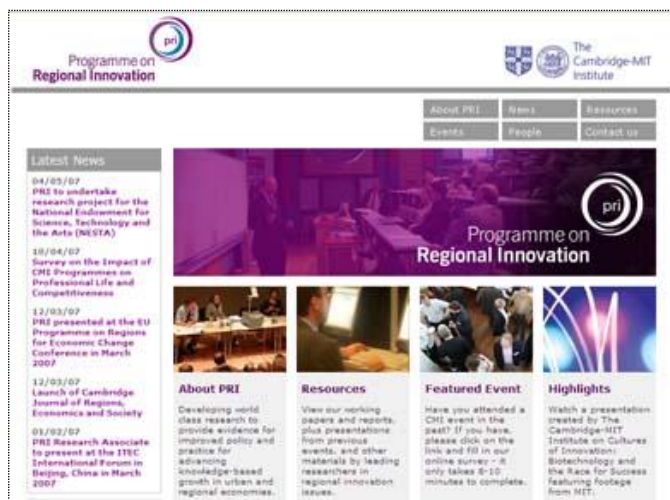 pri
Programme on
Regional Innovation
The
Cambridge-MIT
Institute
About PRI
News
Resources
Events
People
Contact us
Latest News
04/05/07
PRI to undertake
research project for the
National Endowment for
Science, Technology and
the Arts (NESTA)
18/04/07
Survey on the Impact of
CMI Programmes on
Professional Life and
Competitiveness
12/03/07
PRI presented at the EU
Programme on Regions
for Economic Change
Conference in March
2007
12/03/07
Launch of Cambridge
Journal of Regions,
Economics and Society
01/02/07
PRI Research Associate
to present at the ITEC
International Forum in
Beijing, China in March
2007
pri
Programme on
Regional Innovation
About PRI
Developing world
class research to
provide evidence for
improved policy and
practice for
advancing
knowledge-based
growth in urban and
regional economies.
Resources
View our working
papers and reports,
plus presentations
from previous
events, and other
materials by leading
researchers in
regional innovation
issues.
Featured Event
Have you attended a
CMI event in the
past? If you have,
please click on the
link and fill in our
online survey - it
only takes 8-10
minutes to complete.
Highlights
Watch a presentation
created by The
Cambridge-MIT
Institute on Cultures
of Innovation:
Biotechnology and
the Race for Success
featuring footage
from MIT.